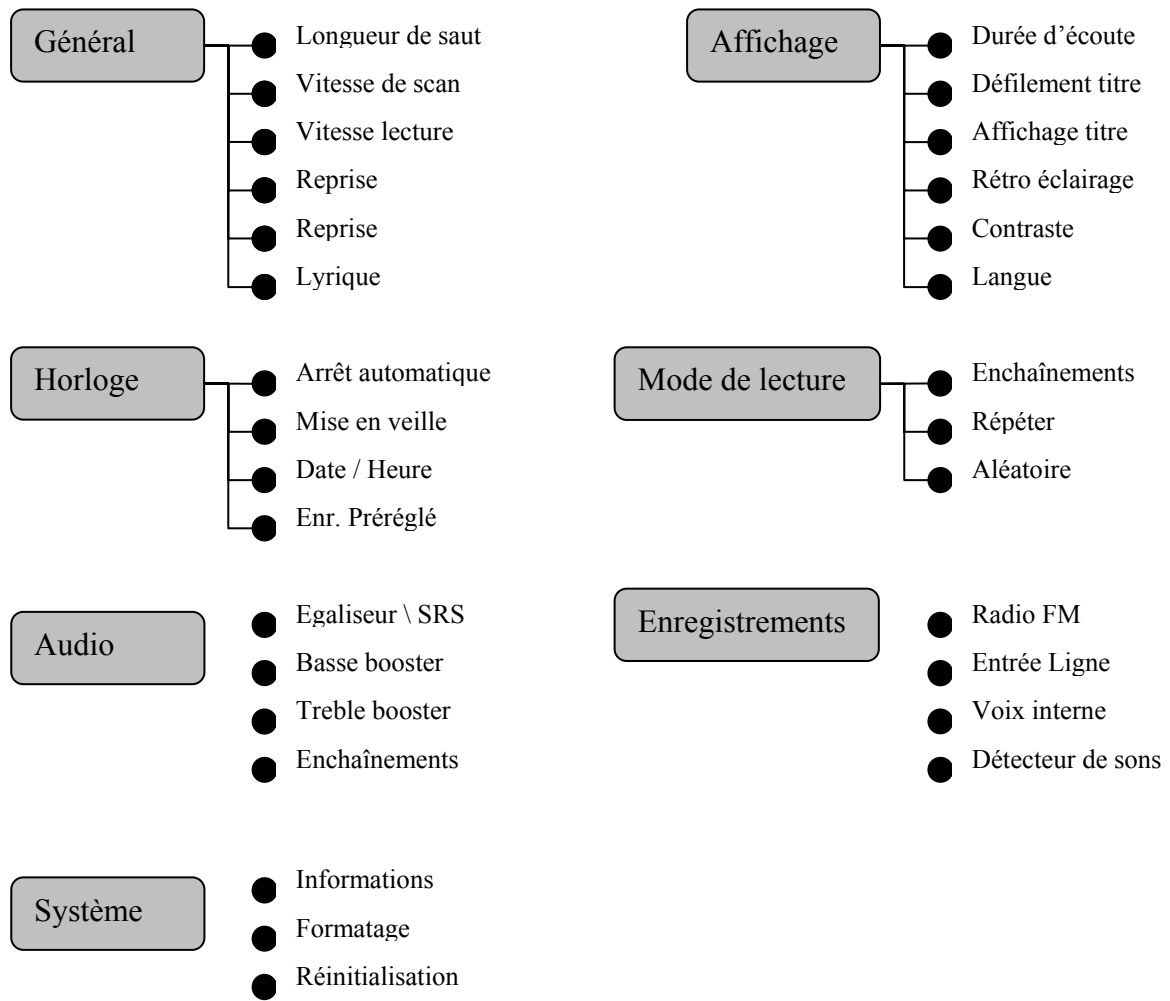 Général
Longueur de saut
Vitesse de scan
Vitesse lecture
Reprise
Reprise
Lyrique
Affichage
Durée d’écoute
Défilement titre
Affichage titre
Rétro éclairage
Contraste
Langue
Horloge
Arrêt automatique
Mise en veille
Date / Heure
Enr. Préréglé
Mode de lecture
Enchaînements
Répéter
Aléatoire
Audio
Egaliseur \ SRS
Basse booster
Treble booster
Enchaînements
Enregistrements
Radio FM
Entrée Ligne
Voix interne
Détecteur de sons
Système
Informations
Formatage
Réinitialisation